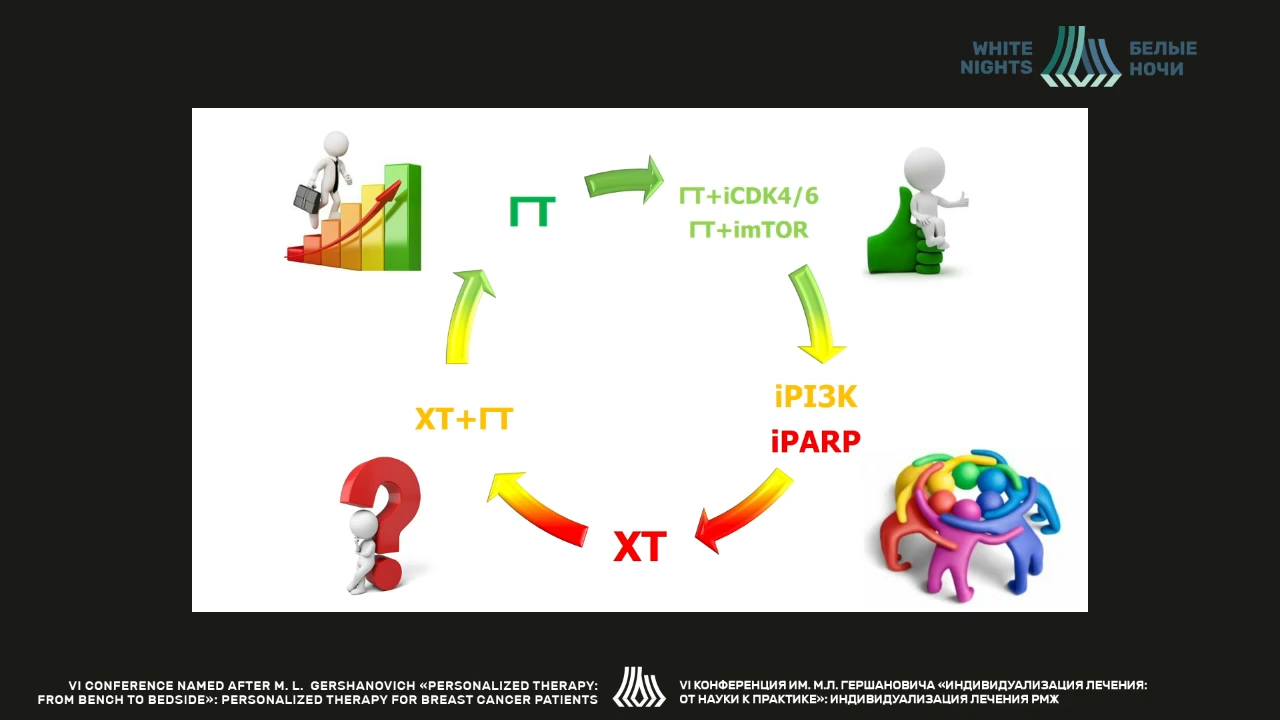 WHITE
NIGHTS
БЕЛЫЕ
НОЧИ
ГТ
ГТ+iCDK4/6
ГТ+imTOR
iPI3K
iPARP
ХТ+ГТ
ХТ
VI CONFERENCE NAMED AFTER M. L. GERSHANOVICH «PERSONALIZED THERAPY:
FROM BENCH TO BEDSIDE»: PERSONALIZED THERAPY FOR BREAST CANCER PATIENTS
VI КОНФЕРЕНЦИЯ ИМ. М.Л. ГЕРШАНОВИЧА «ИНДИВИДУАЛИЗАЦИЯ ЛЕЧЕНИЯ:
ОТ НАУКИ К ПРАКТИКЕ»: ИНДИВИДУАЛИЗАЦИЯ ЛЕЧЕНИЯ РМЖ